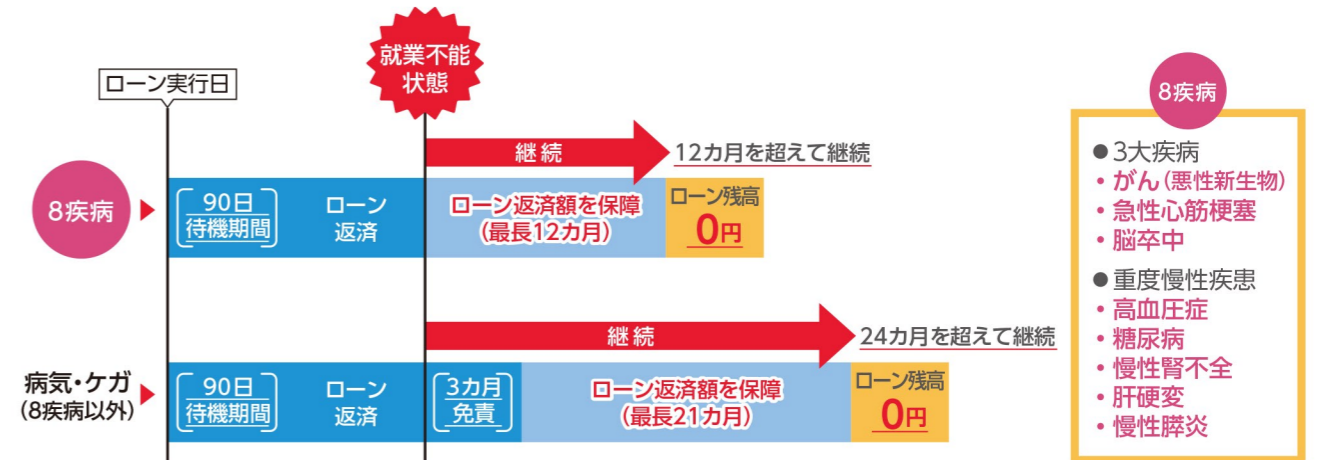 ローン実行日
就業不能
状態
継続
12カ月を超えて継続
8疾病
90日
待機期間
ローン
返済
ローン返済額を保障
(最長12カ月)
ローン残高
0円
継続
24カ月を超えて継続
病気・ケガ
(8疾病以外)
90日
待機期間
ローン
返済
3カ月
免責
ローン返済額を保障
(最長21カ月)
ローン残高
0円
8疾病
●3大疾病
・がん(悪性新生物)
・急性心筋梗塞
・脳卒中
●重度慢性疾患
・高血圧症
・糖尿病
・慢性腎不全
・肝硬変
・慢性膵炎